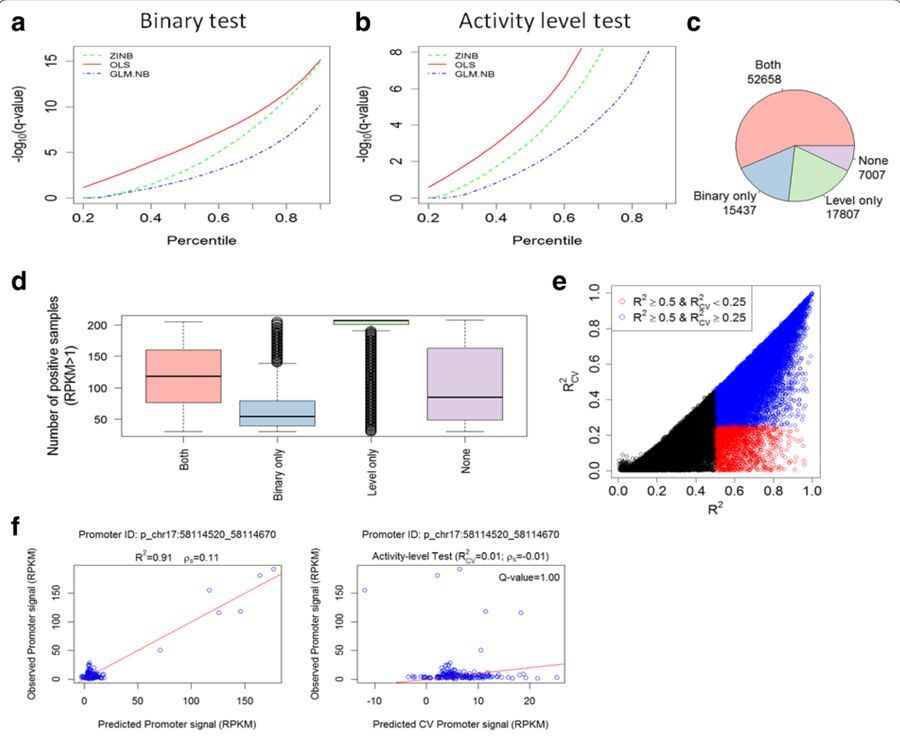 a
Binary test
ZINB
OLS
GLM.NB
-log10(q-value)
15
10
5
0
0.2 0.4 0.6 0.8
Percentile
b
Activity level test
ZINB
OLS
GLM.NB
-log10(q-value)
8
6
4
2
0
0.2 0.4 0.6 0.8
Percentile
c
Both
52658
None
7007
Level only
17807
Binary only
15437
d
Number of positive samples
(RPKM>1)
200
150
100
50
Both
Binary only
Level only
None
e
R² ≥ 0.5 & R²CV < 0.25
R² ≥ 0.5 & R²CV ≥ 0.25
R²CV
1.0
0.8
0.6
0.4
0.2
0.0
0.0 0.2 0.4 0.6 0.8 1.0
R²
f
Promoter ID: p_chr17:58114520_58114670
R²=0.91 ρs=0.11
Observed Promoter signal (RPKM)
150
100
50
0
0 50 100 150
Predicted Promoter signal (RPKM)
Promoter ID: p_chr17:58114520_58114670
Activity-level Test (R²CV=0.01; ρs=-0.01)
Q-value=1.00
Observed Promoter signal (RPKM)
150
100
50
0
-10 0 10 20
Predicted CV Promoter signal (RPKM)